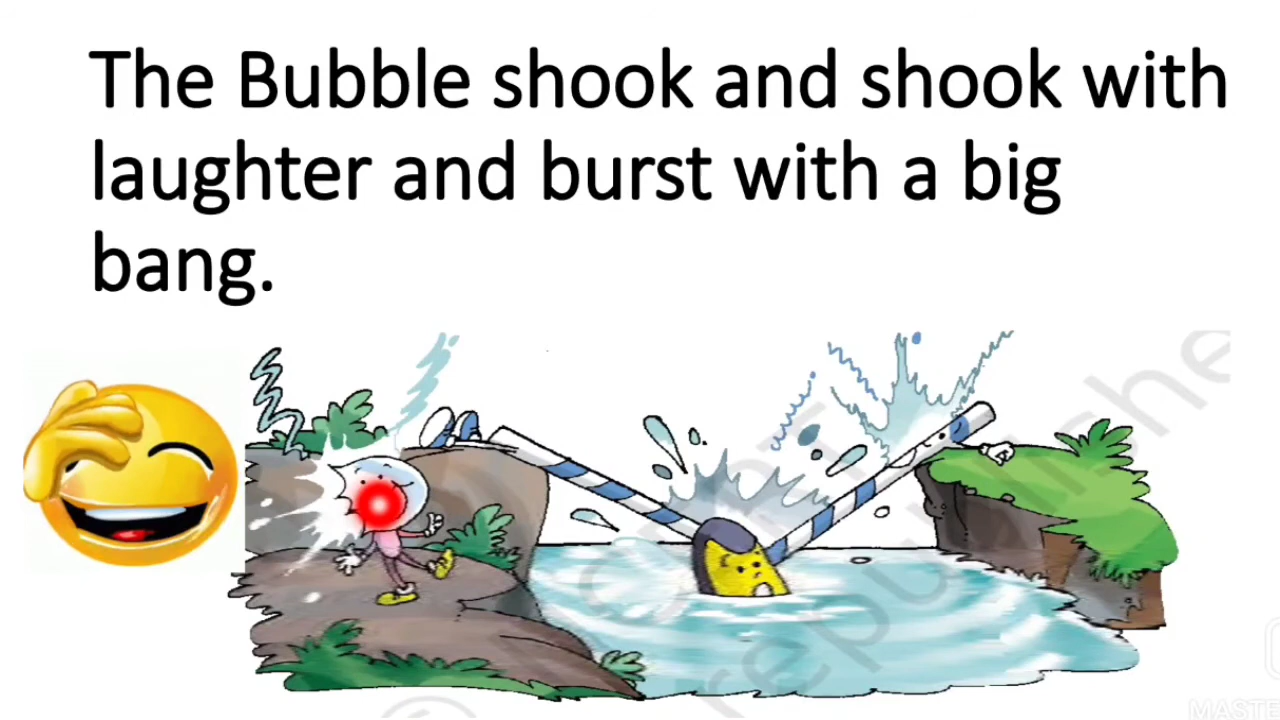 The Bubble shook and shook with
laughter and burst with a big
bang.